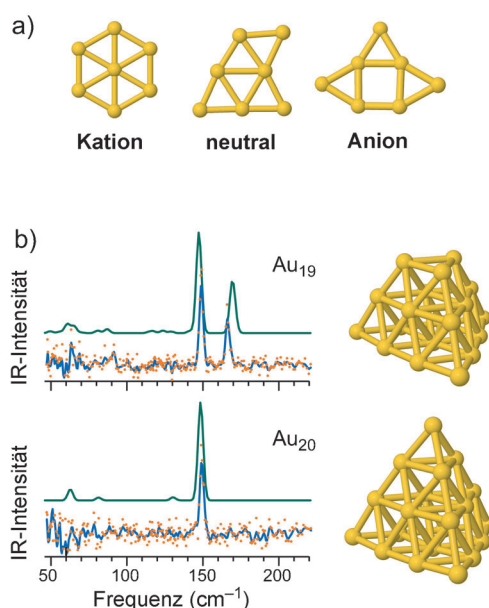 a)
Kation neutral Anion
b)
IR-Intensität
Au19
IR-Intensität
Au20
50 100 150 200
Frequenz (cm⁻¹)